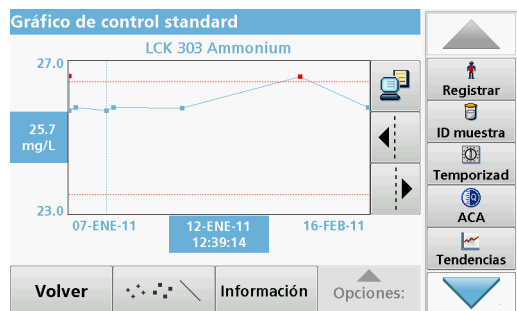 Gráfico de control standard
LCK 303 Ammonium
27.0
25.7
mg/L
23.0
07-ENE-11
12-ENE-11
12:39:14
16-FEB-11
Registrar
ID muestra
Temporizad
ACA
Tendencias
Volver
Información
Opciones: